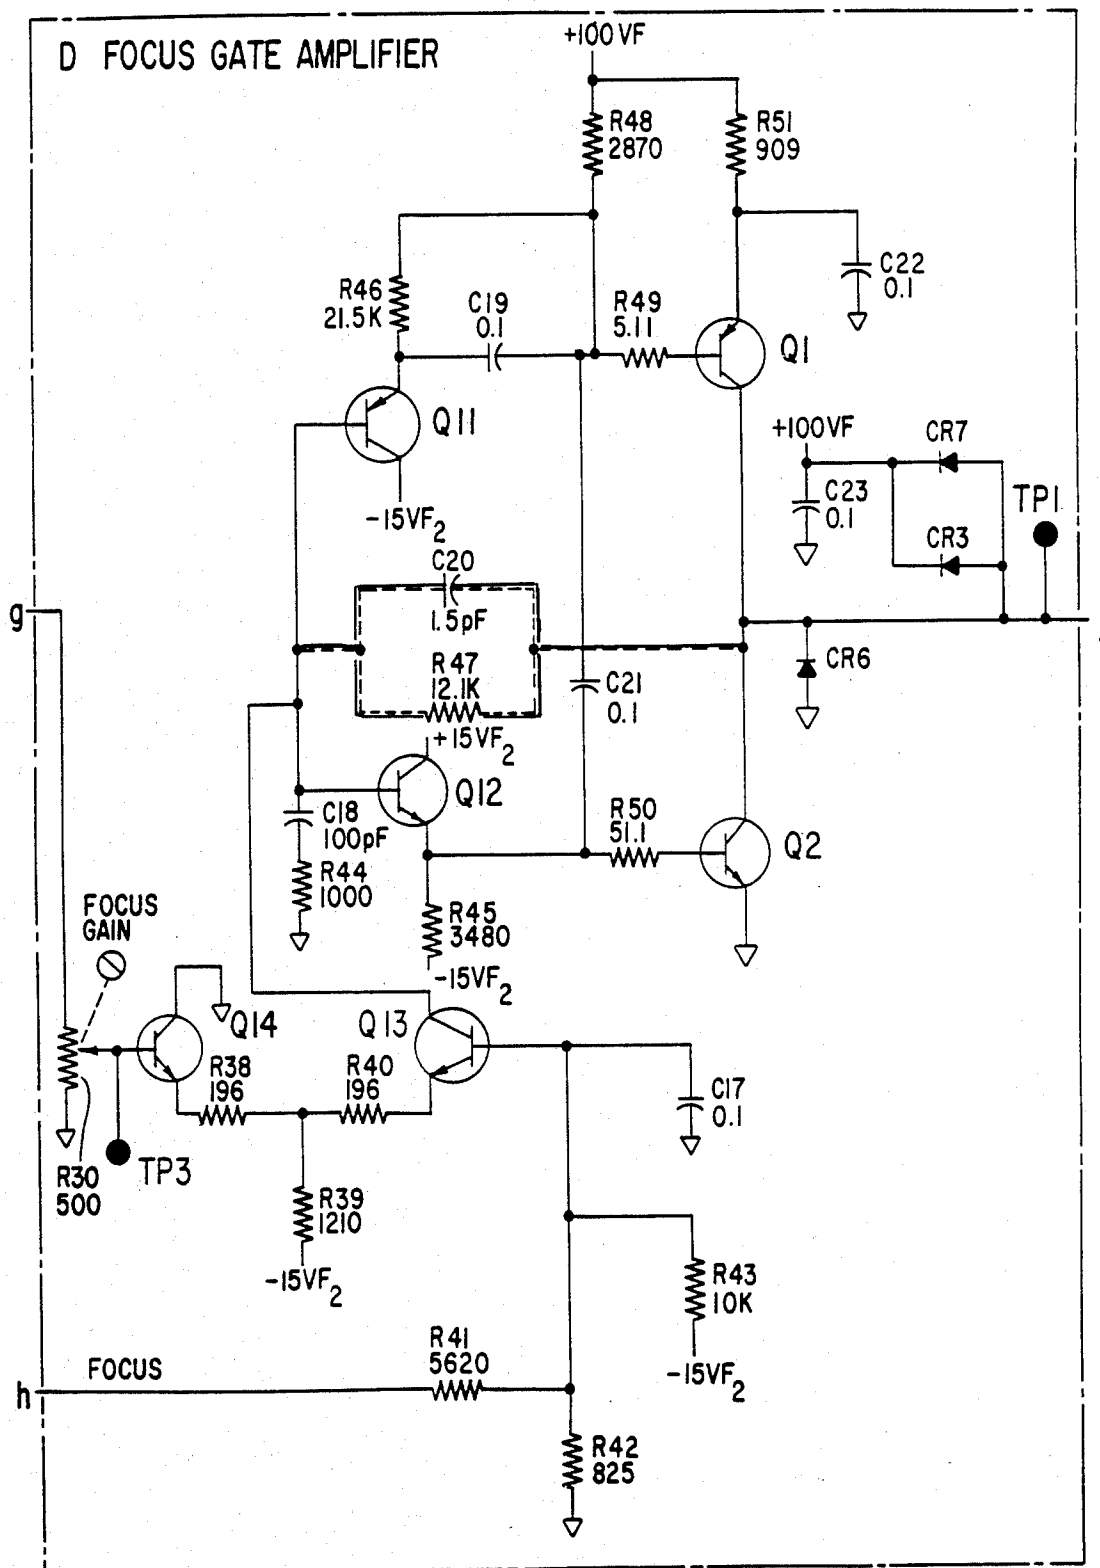 D FOCUS GATE AMPLIFIER
+100VF
R48
2870
R51
909
R46
21.5K
C19
0.1
R49
5.11
C22
0.1
Q1
Q11
-15VF2
+100VF
CR7
C23
0.1
CR3
TP1
C20
1.5pF
g
R47
12.1K
C21
0.1
CR6
+15VF2
Q12
C18
100pF
R50
51.1
Q2
R44
1000
R45
3480
-15VF2
FOCUS
GAIN
Q14
Q13
R38
196
R40
196
C17
0.1
TP3
R30
500
R39
1210
-15VF2
R43
10K
-15VF2
R41
5620
FOCUS
h
R42
825